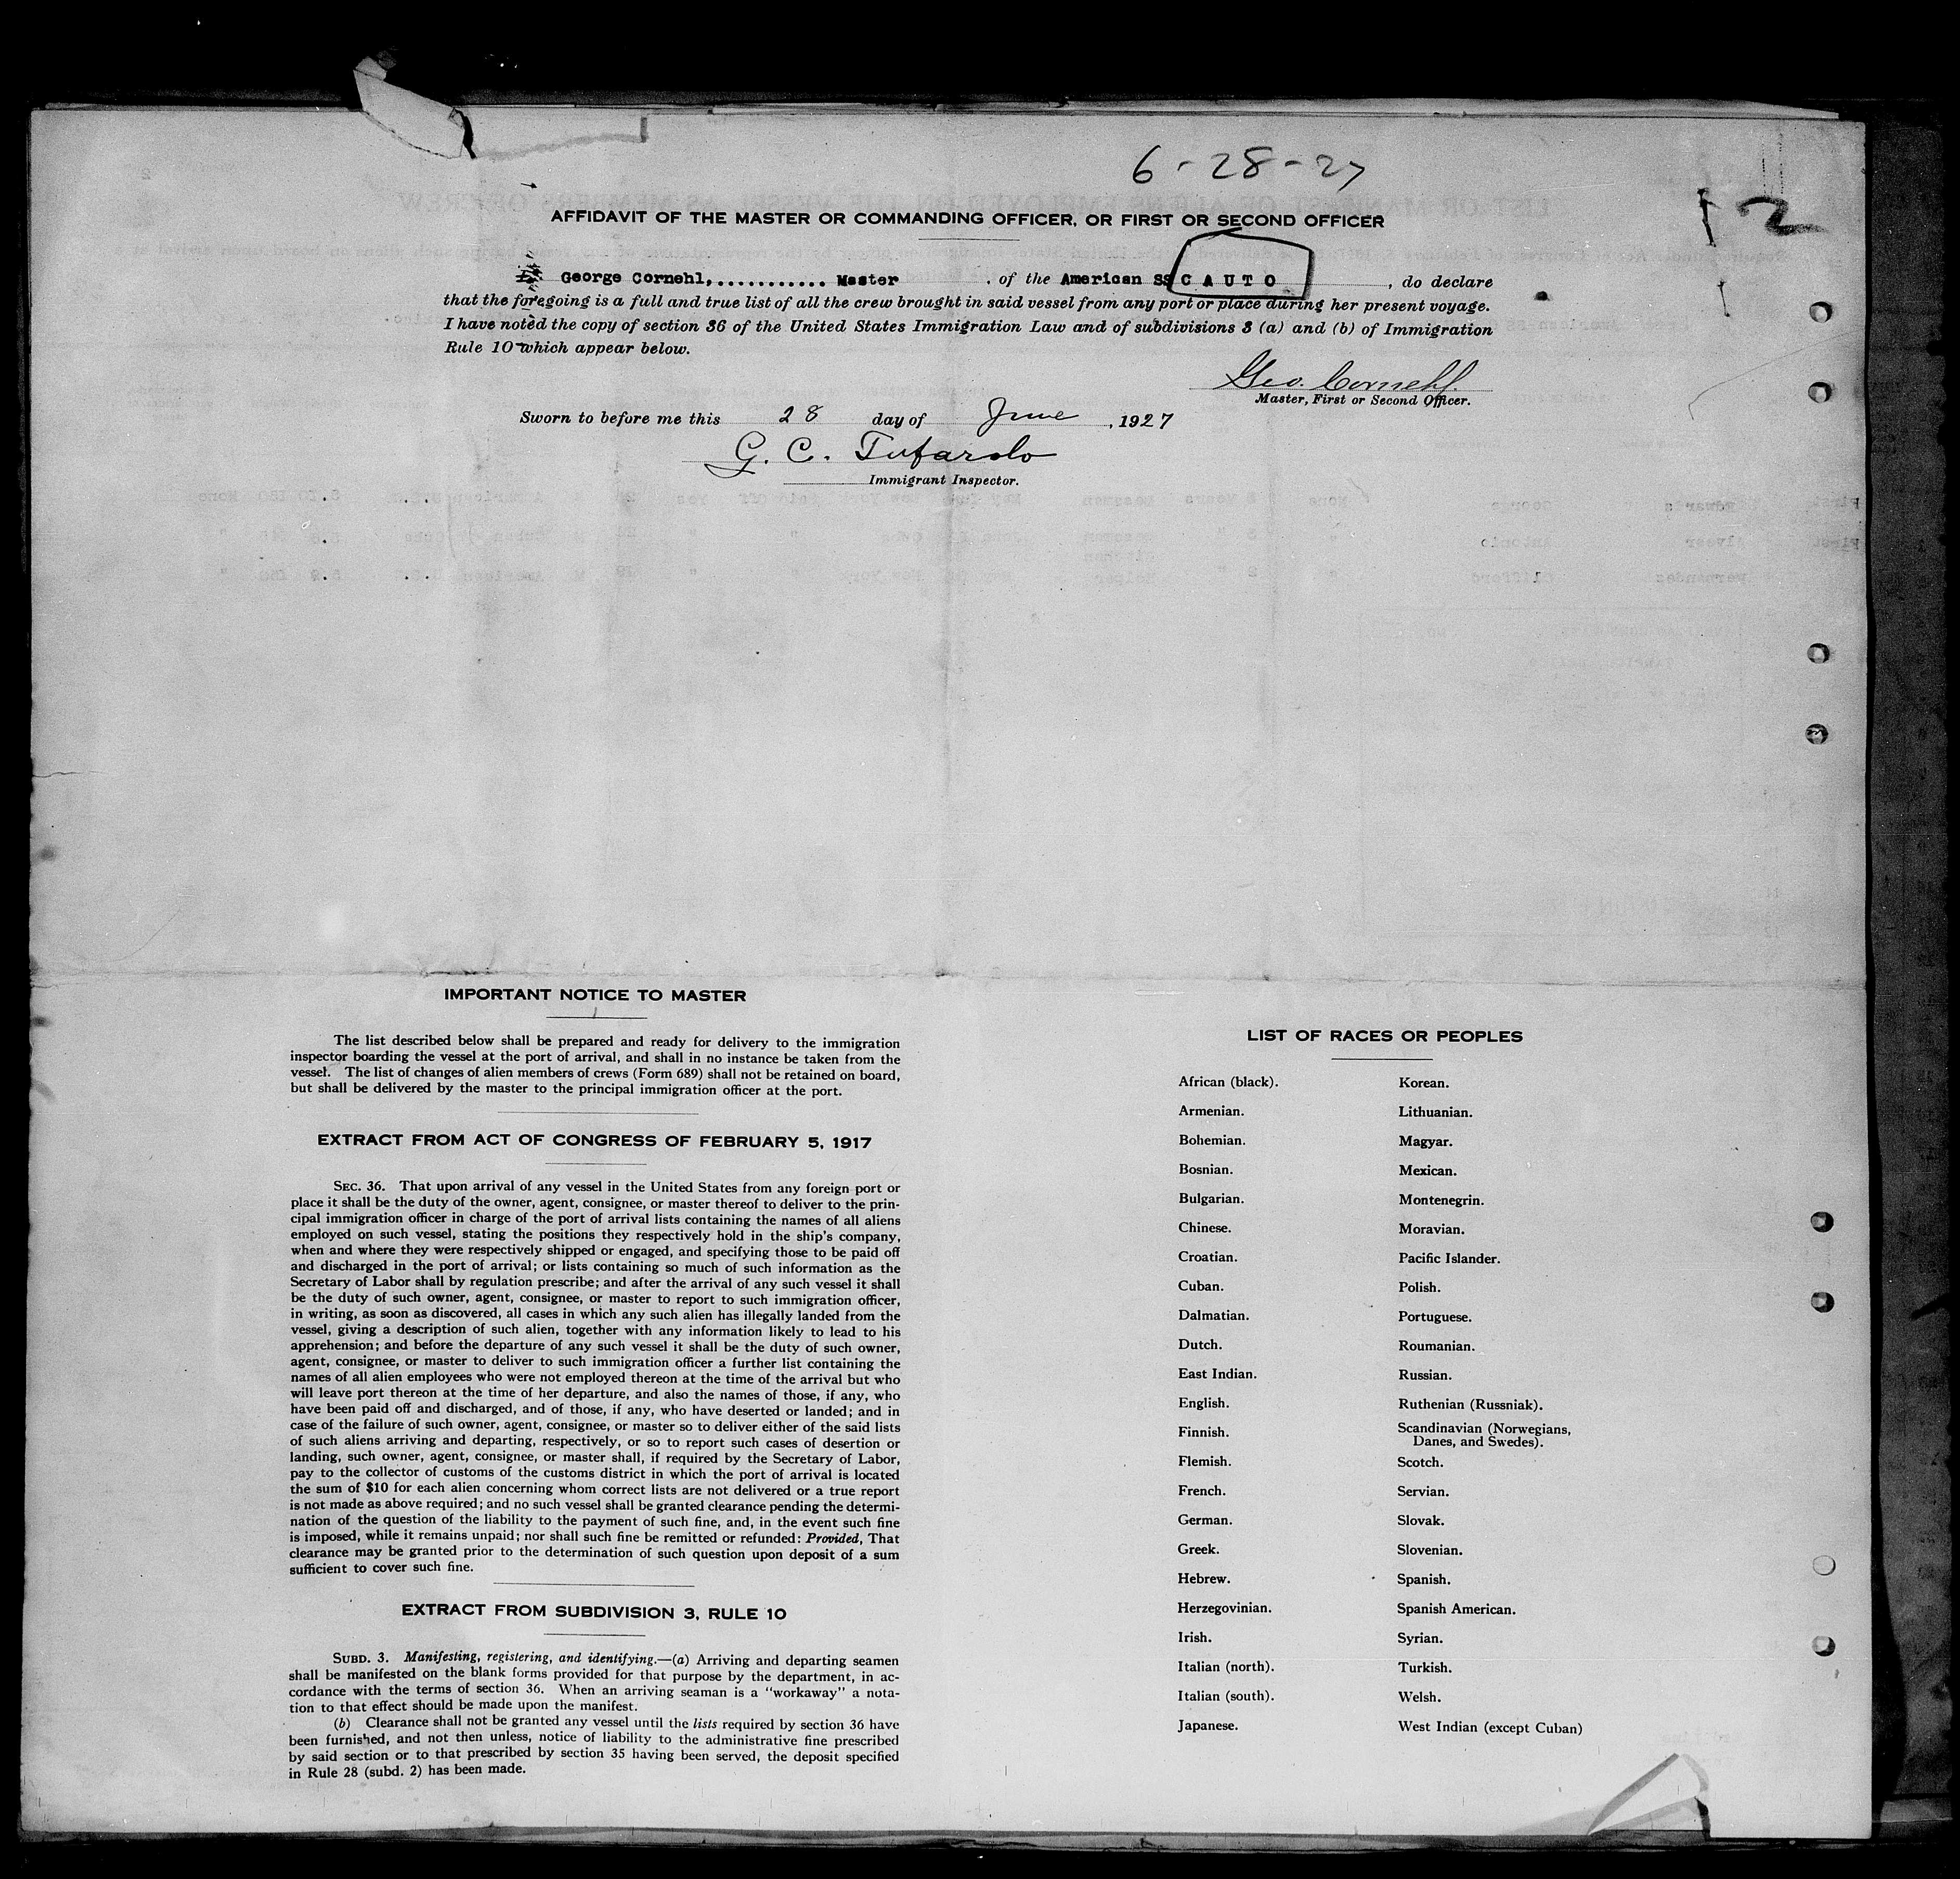 6-28-27
12
AFFIDAVIT OF THE MASTER OR COMMANDING OFFICER, OR FIRST OR SECOND OFFICER
George Cornehl,............ Master , of the American SS C A U T O , do declare
that the foregoing is a full and true list of all the crew brought in said vessel from any port or place during her present voyage.
I have noted the copy of section 36 of the United States Immigration Law and of subdivisions 3 (a) and (b) of Immigration
Rule 10 which appear below.
Geo. Cornehl.
Master, First or Second Officer.
Sworn to before me this 28 day of June , 1927
G. C. Tufarolo
Immigrant Inspector.
IMPORTANT NOTICE TO MASTER
The list described below shall be prepared and ready for delivery to the immigration
inspector boarding the vessel at the port of arrival, and shall in no instance be taken from the
vessel. The list of changes of alien members of crews (Form 689) shall not be retained on board,
but shall be delivered by the master to the principal immigration officer at the port.
EXTRACT FROM ACT OF CONGRESS OF FEBRUARY 5, 1917
SEC. 36. That upon arrival of any vessel in the United States from any foreign port or
place it shall be the duty of the owner, agent, consignee, or master thereof to deliver to the prin-
cipal immigration officer in charge of the port of arrival lists containing the names of all aliens
employed on such vessel, stating the positions they respectively hold in the ship's company,
when and where they were respectively shipped or engaged, and specifying those to be paid off
and discharged in the port of arrival; or lists containing so much of such information as the
Secretary of Labor shall by regulation prescribe; and after the arrival of any such vessel it shall
be the duty of such owner, agent, consignee, or master to report to such immigration officer,
in writing, as soon as discovered, all cases in which any such alien has illegally landed from the
vessel, giving a description of such alien, together with any information likely to lead to his
apprehension; and before the departure of any such vessel it shall be the duty of such owner,
agent, consignee, or master to deliver to such immigration officer a further list containing the
names of all alien employees who were not employed thereon at the time of the arrival but who
will leave port thereon at the time of her departure, and also the names of those, if any, who
have been paid off and discharged, and of those, if any, who have deserted or landed; and in
case of the failure of such owner, agent, consignee, or master so to deliver either of the said lists
of such aliens arriving and departing, respectively, or so to report such cases of desertion or
landing, such owner, agent, consignee, or master shall, if required by the Secretary of Labor,
pay to the collector of customs of the customs district in which the port of arrival is located
the sum of $10 for each alien concerning whom correct lists are not delivered or a true report
is not made as above required; and no such vessel shall be granted clearance pending the determi-
nation of the question of the liability to the payment of such fine, and, in the event such fine
is imposed, while it remains unpaid; nor shall such fine be remitted or refunded: Provided, That
clearance may be granted prior to the determination of such question upon deposit of a sum
sufficient to cover such fine.
EXTRACT FROM SUBDIVISION 3, RULE 10
SUBD. 3. Manifesting, registering, and identifying.—(a) Arriving and departing seamen
shall be manifested on the blank forms provided for that purpose by the department, in ac-
cordance with the terms of section 36. When an arriving seaman is a "workaway" a nota-
tion to that effect should be made upon the manifest.
(b) Clearance shall not be granted any vessel until the lists required by section 36 have
been furnished, and not then unless, notice of liability to the administrative fine prescribed
by said section or to that prescribed by section 35 having been served, the deposit specified
in Rule 28 (subd. 2) has been made.
LIST OF RACES OR PEOPLES
African (black).
Armenian.
Bohemian.
Bosnian.
Bulgarian.
Chinese.
Croatian.
Cuban.
Dalmatian.
Dutch.
East Indian.
English.
Finnish.
Flemish.
French.
German.
Greek.
Hebrew.
Herzegovinian.
Irish.
Italian (north).
Italian (south).
Japanese.
Korean.
Lithuanian.
Magyar.
Mexican.
Montenegrin.
Moravian.
Pacific Islander.
Polish.
Portuguese.
Roumanian.
Russian.
Ruthenian (Russniak).
Scandinavian (Norwegians,
Danes, and Swedes).
Scotch.
Servian.
Slovak.
Slovenian.
Spanish.
Spanish American.
Syrian.
Turkish.
Welsh.
West Indian (except Cuban)